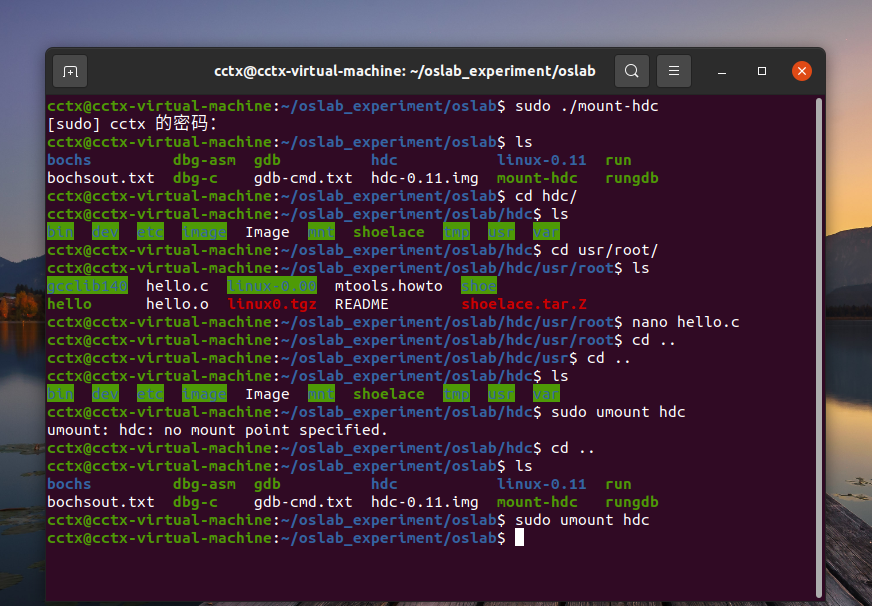 cctx@cctx-virtual-machine: ~/oslab_experiment/oslab
cctx@cctx-virtual-machine:~/oslab_experiment/oslab$ sudo ./mount-hdc
[sudo] cctx 的密码:
cctx@cctx-virtual-machine:~/oslab_experiment/oslab$ ls
bochs dbg-asm gdb hdc linux-0.11 run
bochsout.txt dbg-c gdb-cmd.txt hdc-0.11.img mount-hdc rungdb
cctx@cctx-virtual-machine:~/oslab_experiment/oslab$ cd hdc/
cctx@cctx-virtual-machine:~/oslab_experiment/oslab/hdc$ ls
bin dev etc image Image mnt shoelace tmp usr var
cctx@cctx-virtual-machine:~/oslab_experiment/oslab/hdc$ cd usr/root/
cctx@cctx-virtual-machine:~/oslab_experiment/oslab/hdc/usr/root$ ls
gcclib140 hello.c linux-0.00 mtools.howto shoe
hello hello.o linux0.tgz README shoelace.tar.Z
cctx@cctx-virtual-machine:~/oslab_experiment/oslab/hdc/usr/root$ nano hello.c
cctx@cctx-virtual-machine:~/oslab_experiment/oslab/hdc/usr/root$ cd ..
cctx@cctx-virtual-machine:~/oslab_experiment/oslab/hdc/usr$ cd ..
cctx@cctx-virtual-machine:~/oslab_experiment/oslab/hdc$ ls
bin dev etc image Image mnt shoelace tmp usr var
cctx@cctx-virtual-machine:~/oslab_experiment/oslab/hdc$ sudo umount hdc
umount: hdc: no mount point specified.
cctx@cctx-virtual-machine:~/oslab_experiment/oslab/hdc$ cd ..
cctx@cctx-virtual-machine:~/oslab_experiment/oslab$ ls
bochs dbg-asm gdb hdc linux-0.11 run
bochsout.txt dbg-c gdb-cmd.txt hdc-0.11.img mount-hdc rungdb
cctx@cctx-virtual-machine:~/oslab_experiment/oslab$ sudo umount hdc
cctx@cctx-virtual-machine:~/oslab_experiment/oslab$